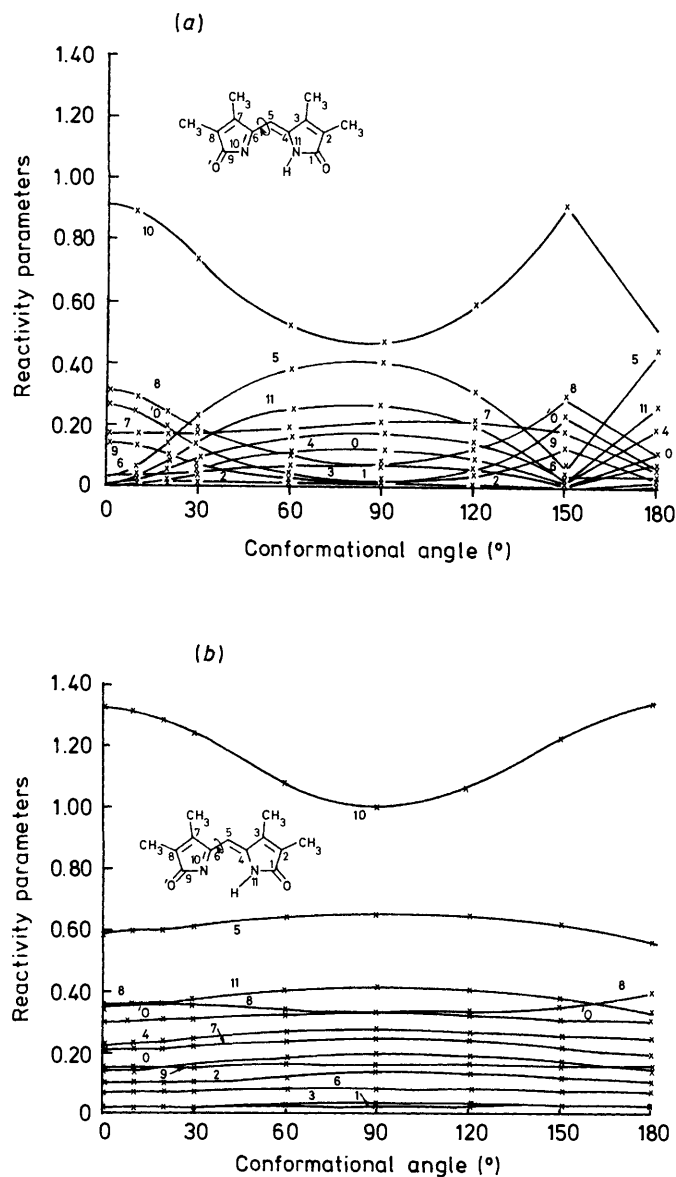 (a)
Reactivity parameters
1.40
1.20
1.00
0.80
0.60
0.40
0.20
0
CH3 CH3
CH3 7 5 3 CH3
8 10 6 4 11 2
'O 9 N N 1 O
H
10
5
8
11
'O
7
4 0
9
6
2 3 1
7
2
8
'O
9
6
5
11
4
0
0 30 60 90 120 150 180
Conformational angle (°)
(b)
Reactivity parameters
1.40
1.20
1.00
0.80
0.60
0.40
0.20
0
10
CH3 CH3
CH3 7 5 3 CH3
8 10 6 4 11 2
'O 9 N N 1 O
H
5
8 11 8
'O 8 'O
4 7
0
9 2 6
3 1
0 30 60 90 120 150 180
Conformational angle (°)